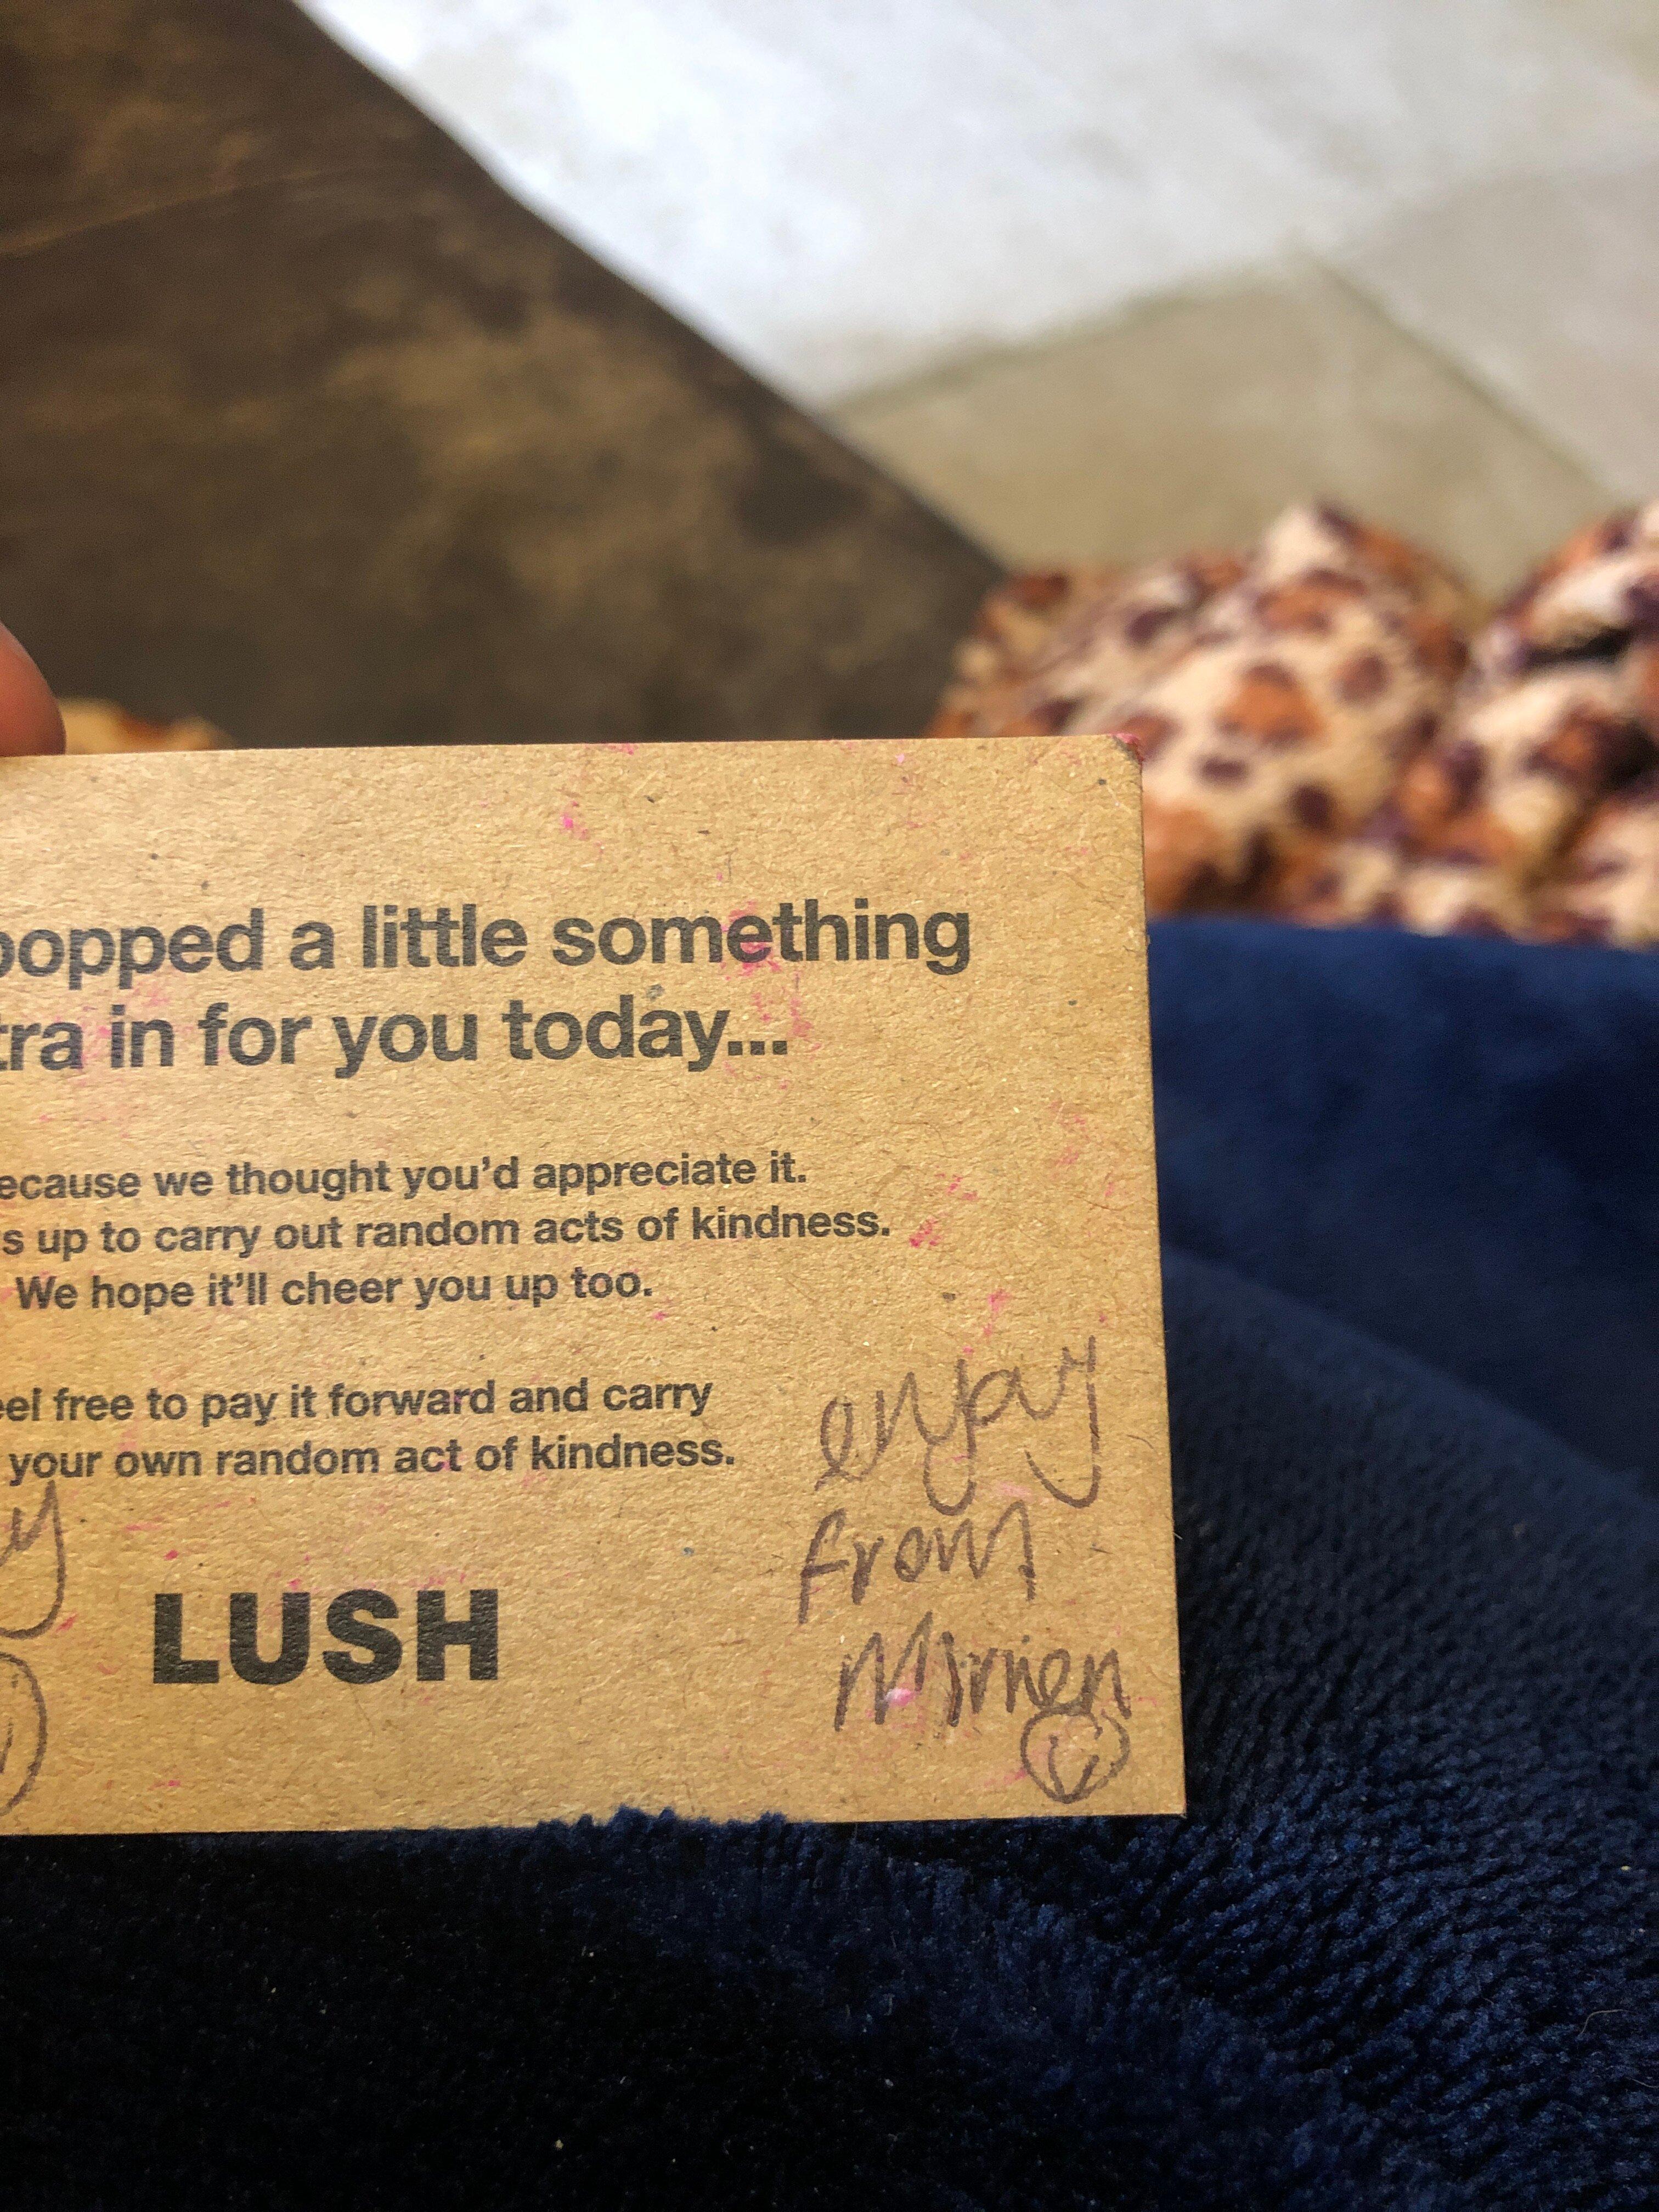 popped a little something
tra in for you today...
ecause we thought you'd appreciate it.
s up to carry out random acts of kindness.
We hope it'll cheer you up too.
eel free to pay it forward and carry
your own random act of kindness.
LUSH
enjoy
from